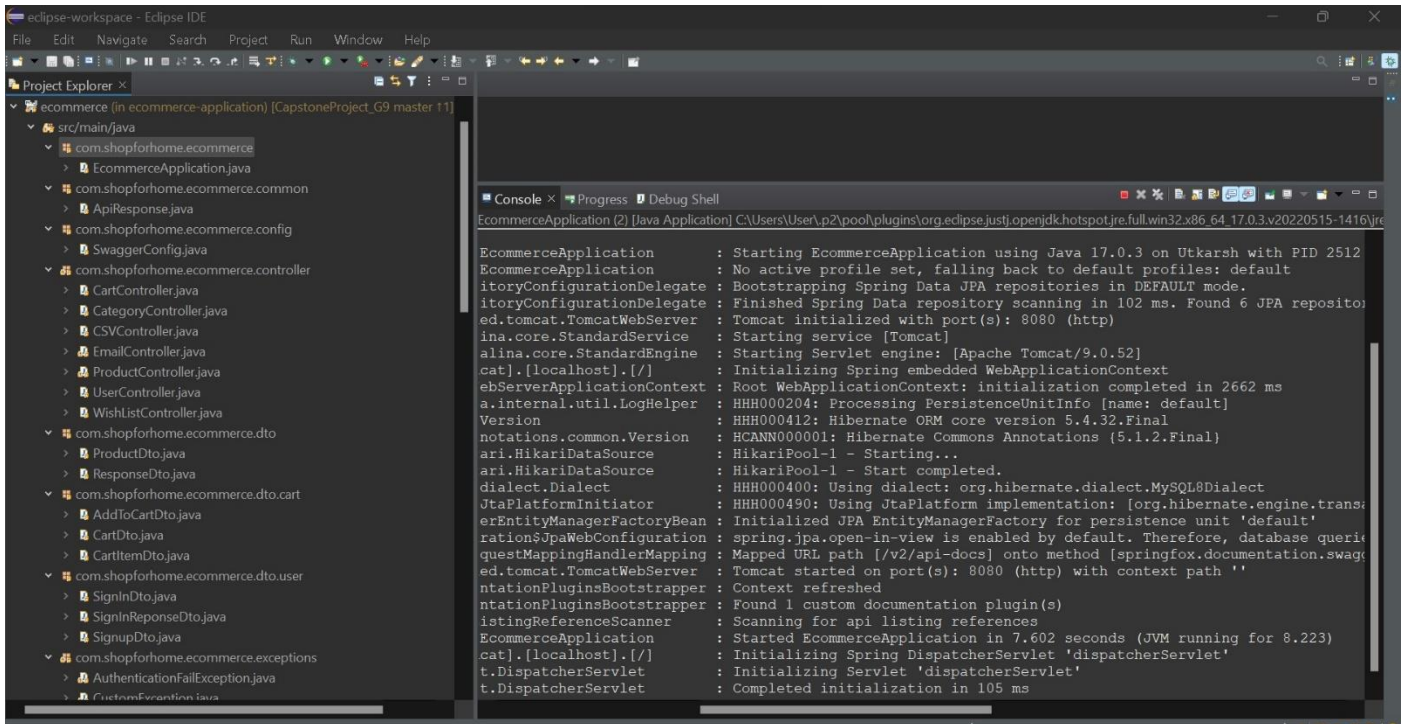 eclipse-workspace - Eclipse IDE
File Edit Navigate Search Project Run Window Help
Project Explorer
ecommerce (in ecommerce-application) [CapstoneProject_G9 master ↑1]
src/main/java
com.shopforhome.ecommerce
EcommerceApplication.java
com.shopforhome.ecommerce.common
ApiResponse.java
com.shopforhome.ecommerce.config
SwaggerConfig.java
com.shopforhome.ecommerce.controller
CartController.java
CategoryController.java
CSVController.java
EmailController.java
ProductController.java
UserController.java
WishListController.java
com.shopforhome.ecommerce.dto
ProductDto.java
ResponseDto.java
com.shopforhome.ecommerce.dto.cart
AddToCartDto.java
CartDto.java
CartItemDto.java
com.shopforhome.ecommerce.dto.user
SignInDto.java
SignInReponseDto.java
SignupDto.java
com.shopforhome.ecommerce.exceptions
AuthenticationFailException.java
CustomException.java
Console Progress Debug Shell
EcommerceApplication (2) [Java Application] C:\Users\User\.p2\pool\plugins\org.eclipse.justj.openjdk.hotspot.jre.full.win32.x86_64_17.0.3.v20220515-1416\jre
EcommerceApplication : Starting EcommerceApplication using Java 17.0.3 on Utkarsh with PID 2512
EcommerceApplication : No active profile set, falling back to default profiles: default
itoryConfigurationDelegate : Bootstrapping Spring Data JPA repositories in DEFAULT mode.
itoryConfigurationDelegate : Finished Spring Data repository scanning in 102 ms. Found 6 JPA repositor
ed.tomcat.TomcatWebServer : Tomcat initialized with port(s): 8080 (http)
ina.core.StandardService : Starting service [Tomcat]
alina.core.StandardEngine : Starting Servlet engine: [Apache Tomcat/9.0.52]
cat].[localhost].[/] : Initializing Spring embedded WebApplicationContext
ebServerApplicationContext : Root WebApplicationContext: initialization completed in 2662 ms
a.internal.util.LogHelper : HHH000204: Processing PersistenceUnitInfo [name: default]
Version : HHH000412: Hibernate ORM core version 5.4.32.Final
notations.common.Version : HCANN000001: Hibernate Commons Annotations {5.1.2.Final}
ari.HikariDataSource : HikariPool-1 - Starting...
ari.HikariDataSource : HikariPool-1 - Start completed.
dialect.Dialect : HHH000400: Using dialect: org.hibernate.dialect.MySQL8Dialect
JtaPlatformInitiator : HHH000490: Using JtaPlatform implementation: [org.hibernate.engine.transa
erEntityManagerFactoryBean : Initialized JPA EntityManagerFactory for persistence unit 'default'
ration$JpaWebConfiguration : spring.jpa.open-in-view is enabled by default. Therefore, database querie
questMappingHandlerMapping : Mapped URL path [/v2/api-docs] onto method [springfox.documentation.swagg
ed.tomcat.TomcatWebServer : Tomcat started on port(s): 8080 (http) with context path ''
ntationPluginsBootstrapper : Context refreshed
ntationPluginsBootstrapper : Found 1 custom documentation plugin(s)
istingReferenceScanner : Scanning for api listing references
EcommerceApplication : Started EcommerceApplication in 7.602 seconds (JVM running for 8.223)
cat].[localhost].[/] : Initializing Spring DispatcherServlet 'dispatcherServlet'
t.DispatcherServlet : Initializing Servlet 'dispatcherServlet'
t.DispatcherServlet : Completed initialization in 105 ms